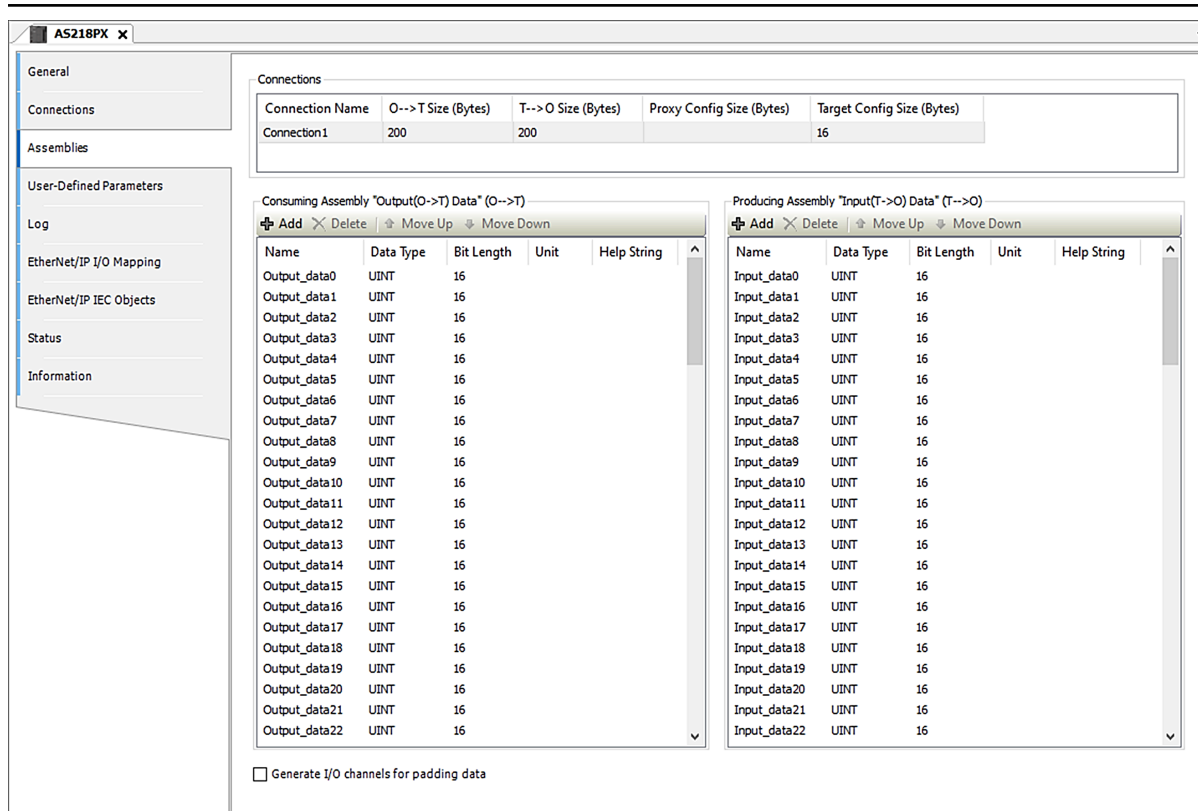 AS218PX
General
Connections
Assemblies
User-Defined Parameters
Log
EtherNet/IP I/O Mapping
EtherNet/IP IEC Objects
Status
Information
Connections
Connection Name O-->T Size (Bytes) T-->O Size (Bytes) Proxy Config Size (Bytes) Target Config Size (Bytes)
Connection1 200 200 16
Consuming Assembly "Output(O->T) Data" (O-->T)
Add Delete Move Up Move Down
Name Data Type Bit Length Unit Help String
Output_data0 UINT 16
Output_data1 UINT 16
Output_data2 UINT 16
Output_data3 UINT 16
Output_data4 UINT 16
Output_data5 UINT 16
Output_data6 UINT 16
Output_data7 UINT 16
Output_data8 UINT 16
Output_data9 UINT 16
Output_data10 UINT 16
Output_data11 UINT 16
Output_data12 UINT 16
Output_data13 UINT 16
Output_data14 UINT 16
Output_data15 UINT 16
Output_data16 UINT 16
Output_data17 UINT 16
Output_data18 UINT 16
Output_data19 UINT 16
Output_data20 UINT 16
Output_data21 UINT 16
Output_data22 UINT 16
Producing Assembly "Input(T->O) Data" (T-->O)
Add Delete Move Up Move Down
Name Data Type Bit Length Unit Help String
Input_data0 UINT 16
Input_data1 UINT 16
Input_data2 UINT 16
Input_data3 UINT 16
Input_data4 UINT 16
Input_data5 UINT 16
Input_data6 UINT 16
Input_data7 UINT 16
Input_data8 UINT 16
Input_data9 UINT 16
Input_data10 UINT 16
Input_data11 UINT 16
Input_data12 UINT 16
Input_data13 UINT 16
Input_data14 UINT 16
Input_data15 UINT 16
Input_data16 UINT 16
Input_data17 UINT 16
Input_data18 UINT 16
Input_data19 UINT 16
Input_data20 UINT 16
Input_data21 UINT 16
Input_data22 UINT 16
Generate I/O channels for padding data